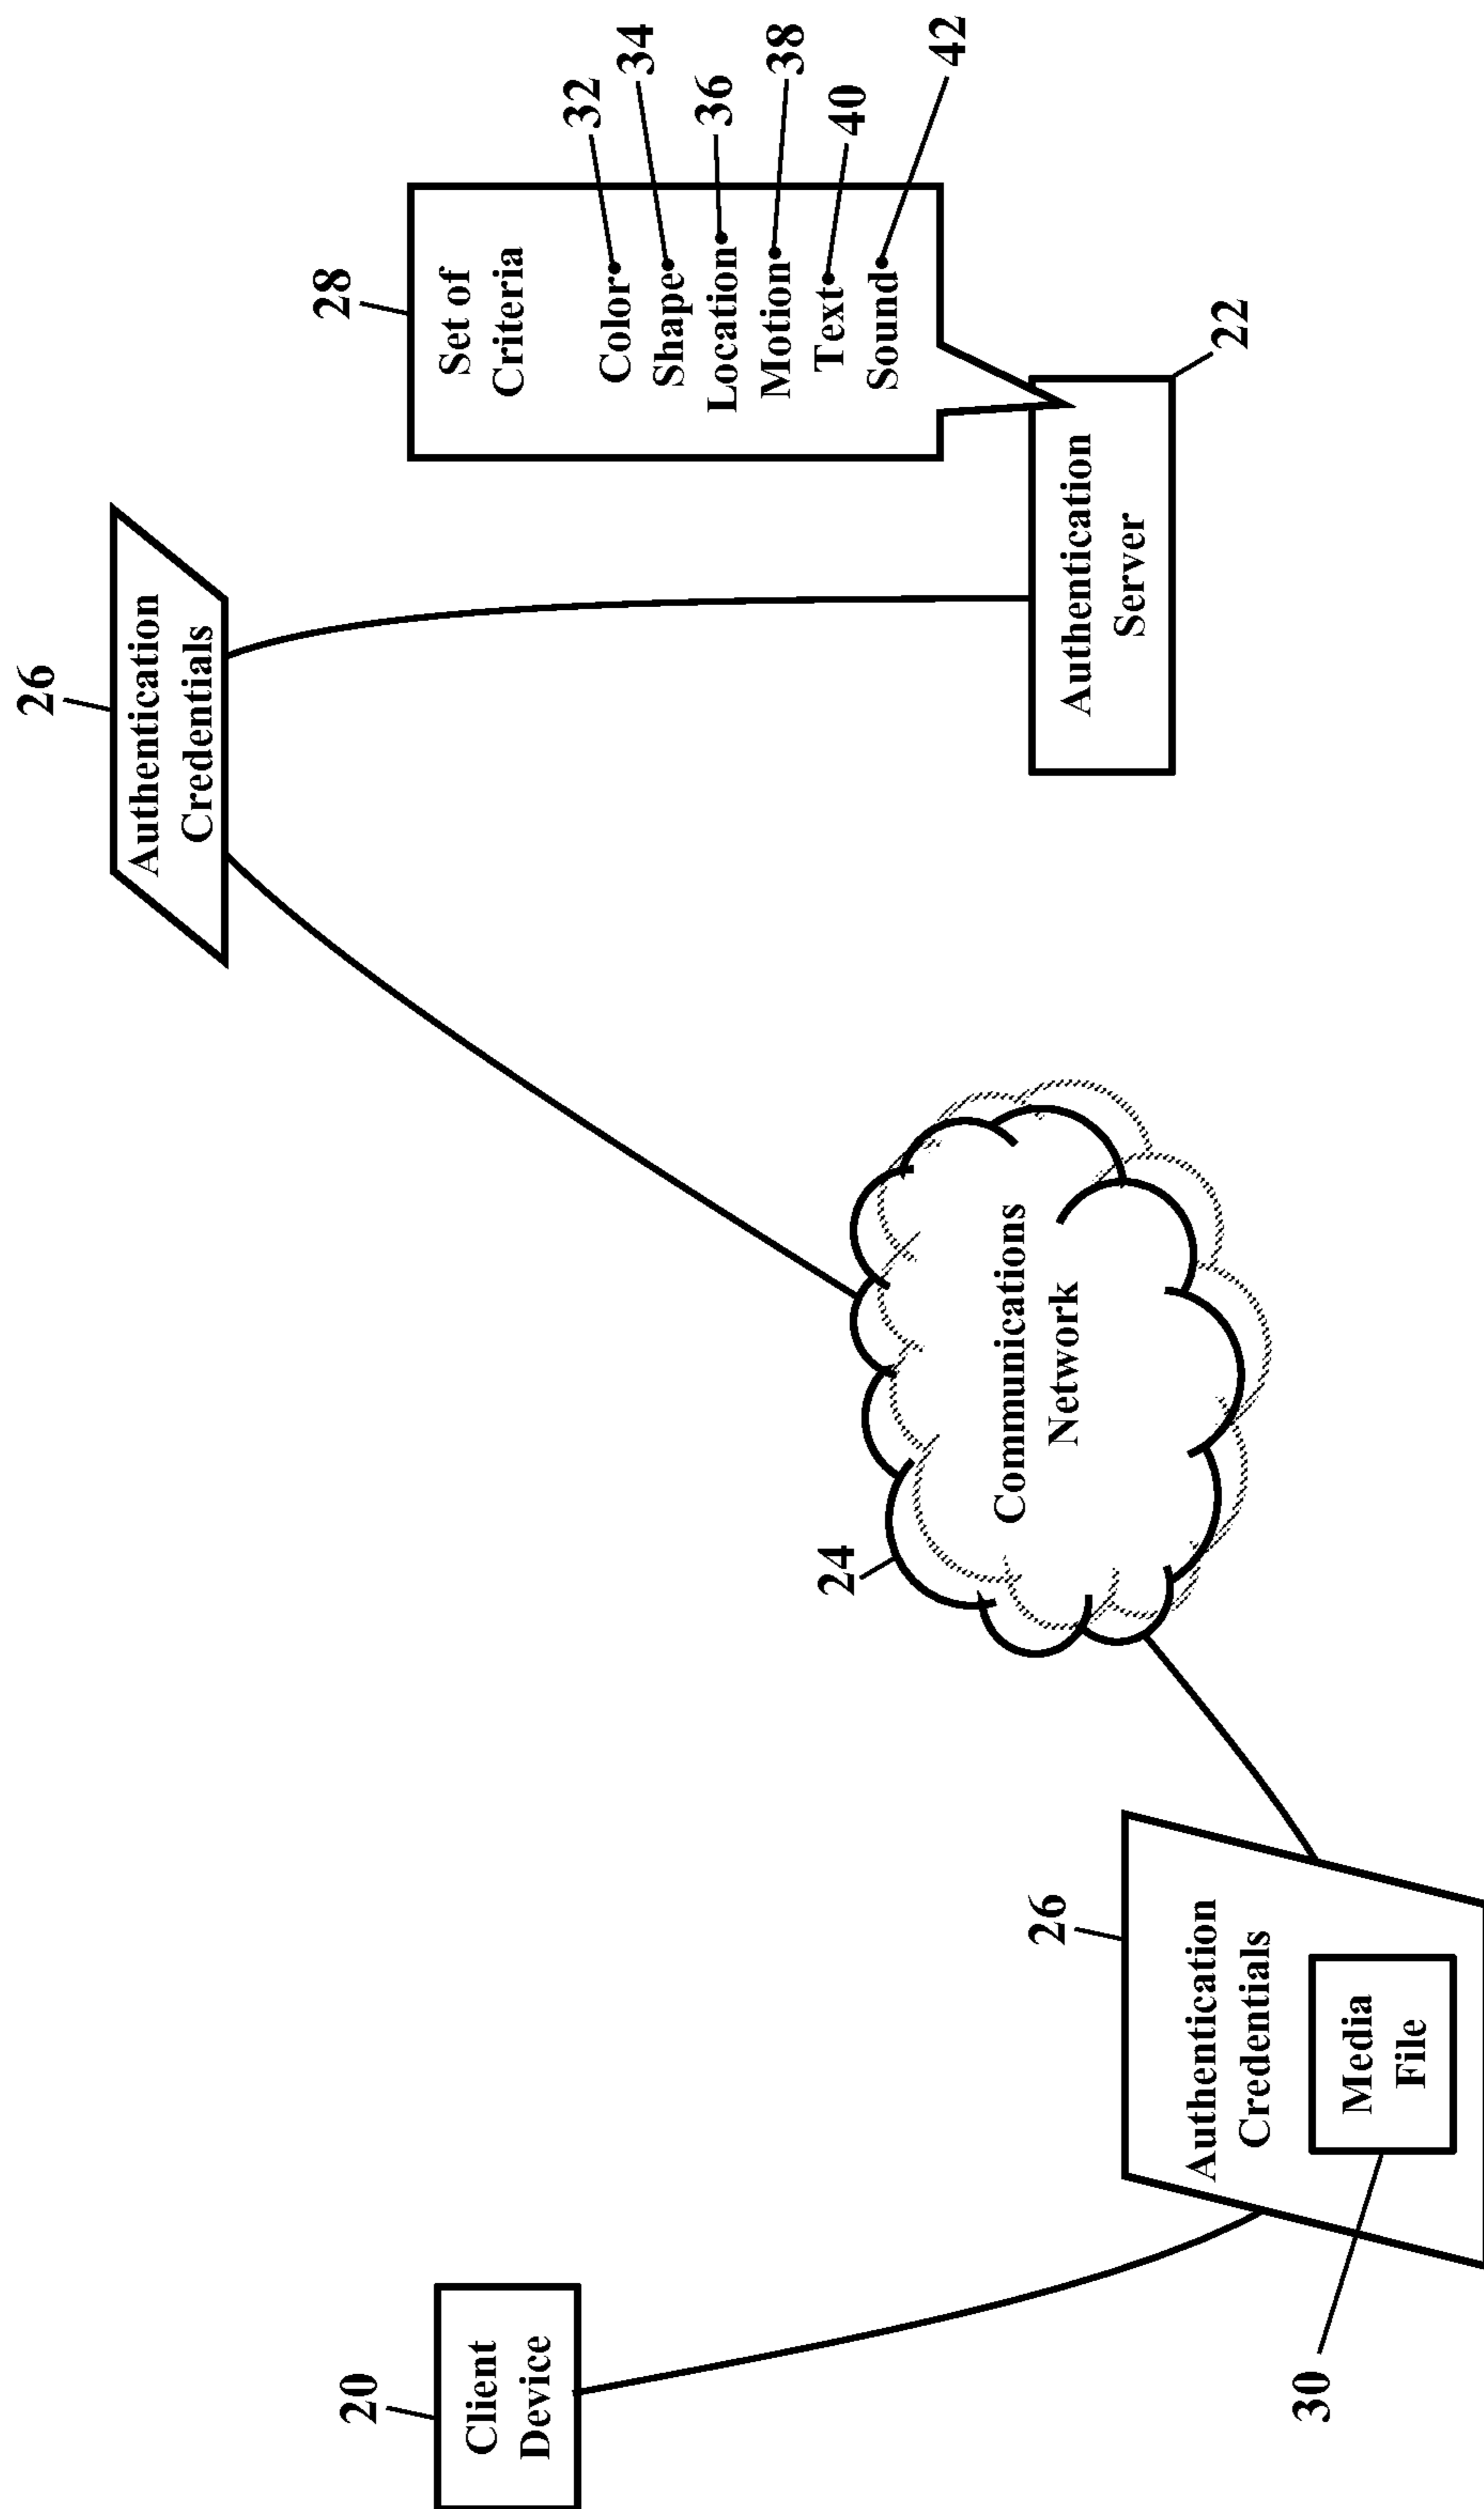 20
Client
Device
26
Authentication
Credentials
Media
File
30
24
Communications
Network
26
Authentication
Credentials
28
Set of
Criteria
Color
32
Shape
34
Location
36
Motion
38
Text
40
Sound
42
Authentication
Server
22